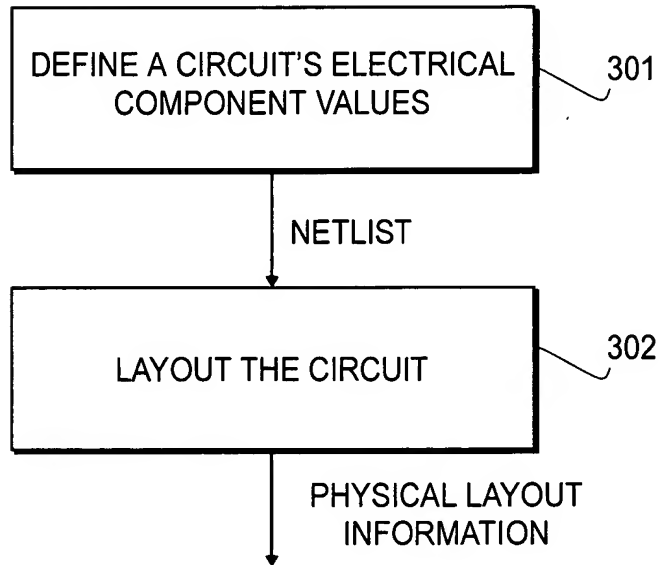 DEFINE A CIRCUIT'S ELECTRICAL
COMPONENT VALUES
301
NETLIST
LAYOUT THE CIRCUIT
302
PHYSICAL LAYOUT
INFORMATION